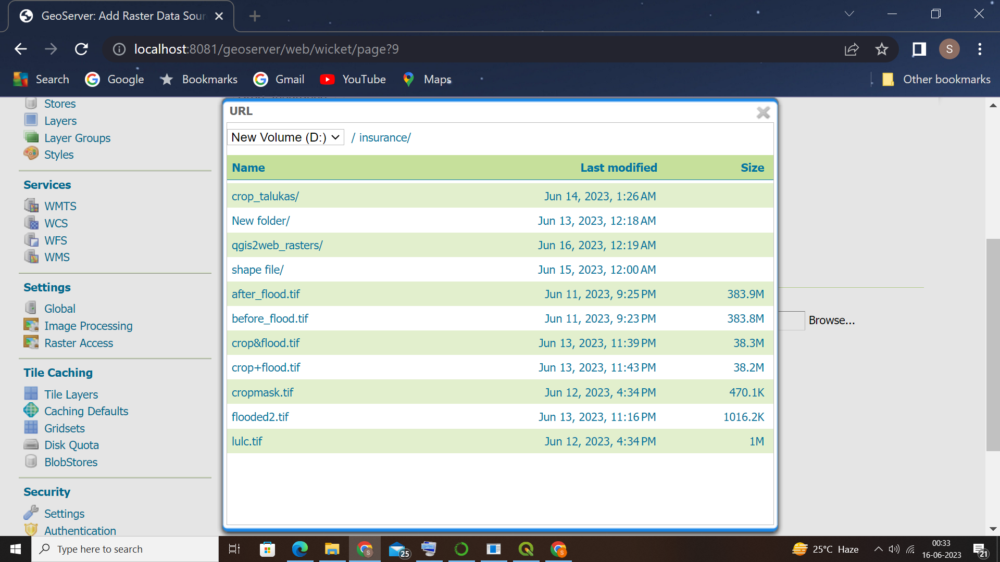 GeoServer: Add Raster Data Sour
localhost:8081/geoserver/web/wicket/page?9
S
Search
Google
Bookmarks
Gmail
YouTube
Maps
Other bookmarks
Stores
Layers
Layer Groups
Styles
Services
WMTS
WCS
WFS
WMS
Settings
Global
Image Processing
Raster Access
Tile Caching
Tile Layers
Caching Defaults
Gridsets
Disk Quota
BlobStores
Security
Settings
Authentication
URL
New Volume (D:) / insurance/
Name Last modified Size
crop_talukas/ Jun 14, 2023, 1:26 AM
New folder/ Jun 13, 2023, 12:18 AM
qgis2web_rasters/ Jun 16, 2023, 12:19 AM
shape file/ Jun 15, 2023, 12:00 AM
after_flood.tif Jun 11, 2023, 9:25 PM 383.9M
before_flood.tif Jun 11, 2023, 9:23 PM 383.8M
crop&flood.tif Jun 13, 2023, 11:39 PM 38.3M
crop+flood.tif Jun 13, 2023, 11:43 PM 38.2M
cropmask.tif Jun 12, 2023, 4:34 PM 470.1K
flooded2.tif Jun 13, 2023, 11:16 PM 1016.2K
lulc.tif Jun 12, 2023, 4:34 PM 1M
Browse...
Type here to search
S
25
S
25°C Haze
00:33
16-06-2023
21